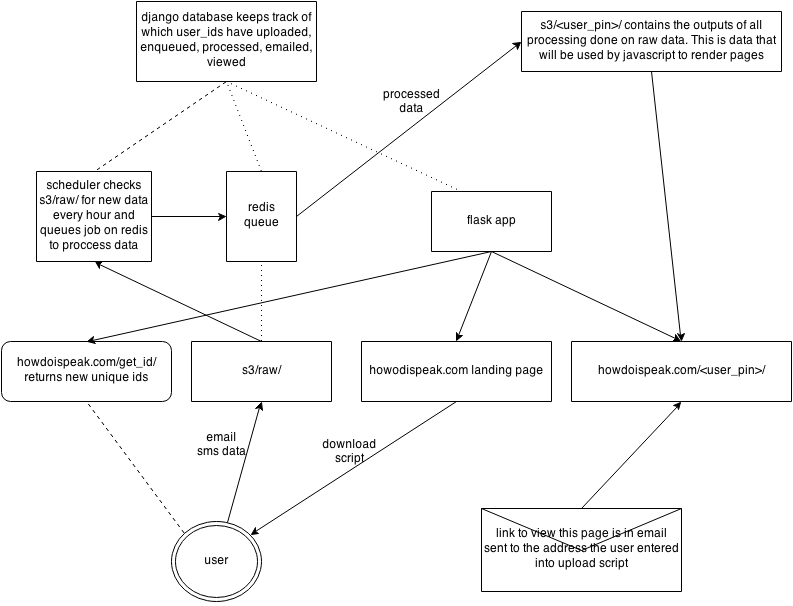 django database keeps track of
which user_ids have uploaded,
enqueued, processed, emailed,
viewed
s3/<user_pin>/ contains the outputs of all
processing done on raw data. This is data that
will be used by javascript to render pages
processed
data
scheduler checks
s3/raw/ for new data
every hour and
queues job on redis
to proccess data
redis
queue
flask app
howdoispeak.com/get_id/
returns new unique ids
s3/raw/
howodispeak.com landing page
howdoispeak.com/<user_pin>/
email
sms data
download
script
user
link to view this page is in email
sent to the address the user entered
into upload script